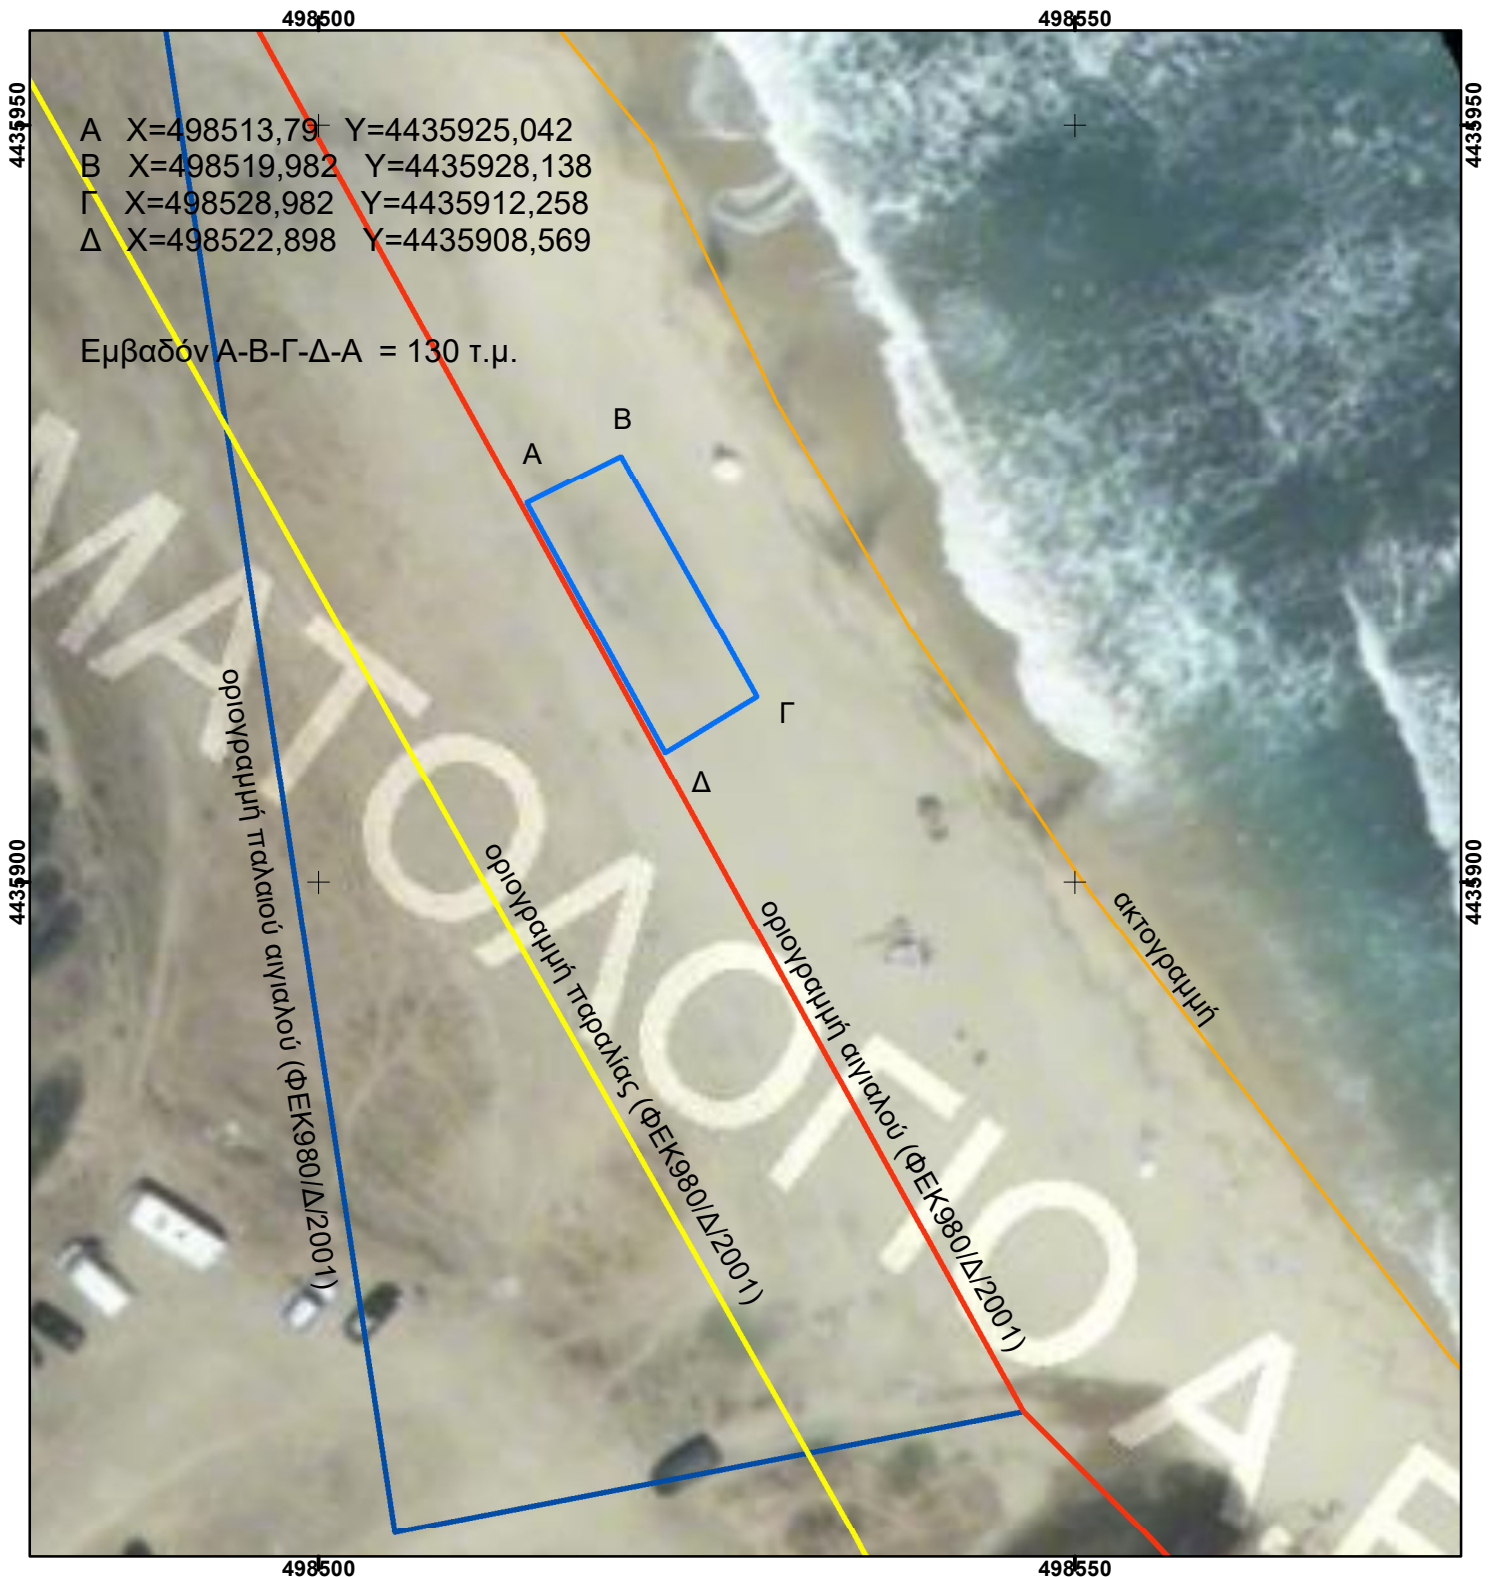 498500 498550
4435950 4435950
Α Χ=498513,79 Υ=4435925,042
Β Χ=498519,982 Υ=4435928,138
Γ Χ=498528,982 Υ=4435912,258
Δ Χ=498522,898 Υ=4435908,569
Εμβαδόν Α-Β-Γ-Δ-Α = 130 τ.μ.
Β
Α
Γ
Δ
4435900 4435900
οριογραμμή παλαιού αιγιαλού (ΦΕΚ980/Δ/2001)
οριογραμμή παραλίας (ΦΕΚ980/Δ/2001)
οριογραμμή αιγιαλού (ΦΕΚ980/Δ/2001)
ακτογραμμή
498500 498550